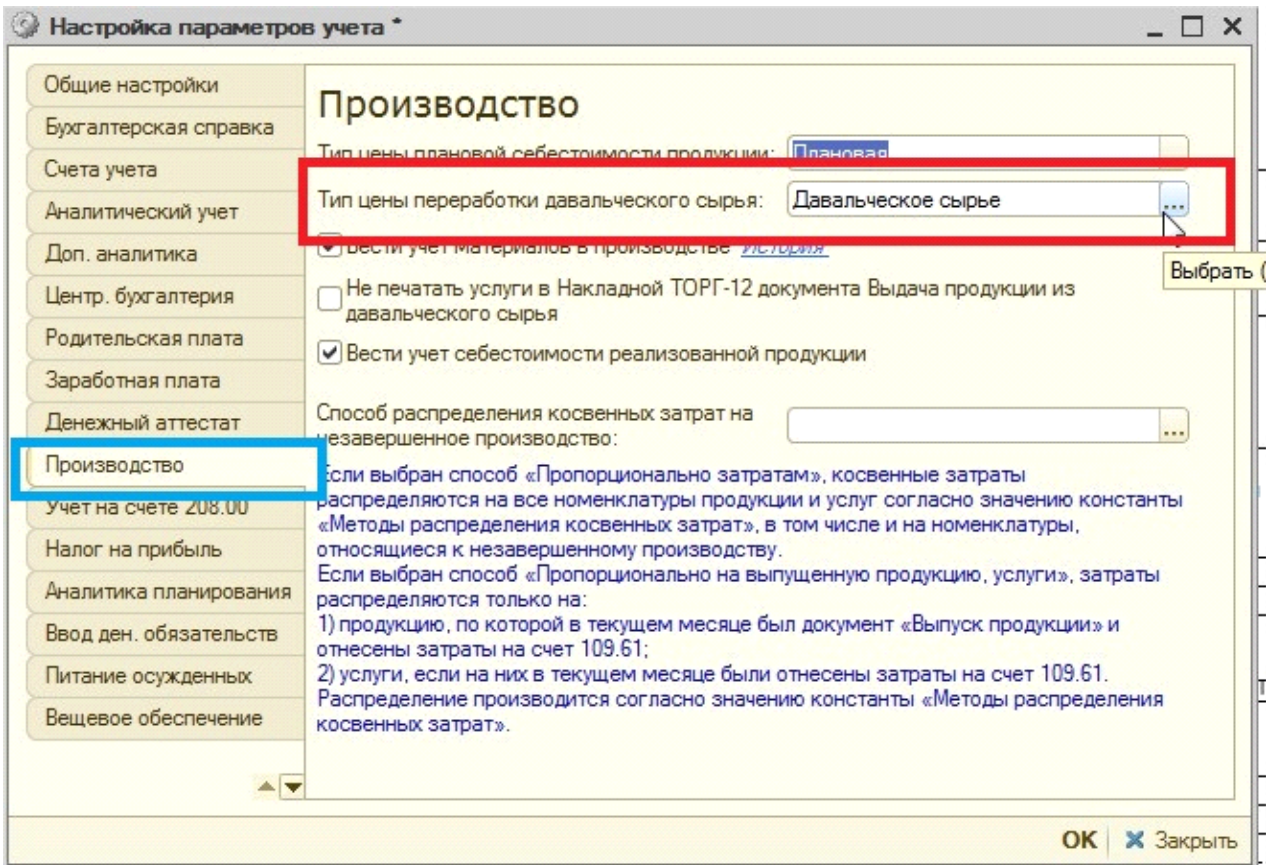 Настройка параметров учета *
Общие настройки
Бухгалтерская справка
Счета учета
Аналитический учет
Доп. аналитика
Центр. бухгалтерия
Родительская плата
Заработная плата
Денежный аттестат
Производство
Учет на счете 208.00
Налог на прибыль
Аналитика планирования
Ввод ден. обязательств
Питание осужденных
Вещевое обеспечение
Производство
Тип цены плановой себестоимости продукции: Плановая
Тип цены переработки давальческого сырья: Давальческое сырье ...
Вести учет материалов в производстве История
Выбрать (
Не печатать услуги в Накладной ТОРГ-12 документа Выдача продукции из
давальческого сырья
Вести учет себестоимости реализованной продукции
Способ распределения косвенных затрат на
незавершенное производство: ...
Если выбран способ «Пропорционально затратам», косвенные затраты
распределяются на все номенклатуры продукции и услуг согласно значению константы
«Методы распределения косвенных затрат», в том числе и на номенклатуры,
относящиеся к незавершенному производству.
Если выбран способ «Пропорционально на выпущенную продукцию, услуги», затраты
распределяются только на:
1) продукцию, по которой в текущем месяце был документ «Выпуск продукции» и
отнесены затраты на счет 109.61;
2) услуги, если на них в текущем месяце были отнесены затраты на счет 109.61.
Распределение производится согласно значению константы «Методы распределения
косвенных затрат».
OK
Закрыть